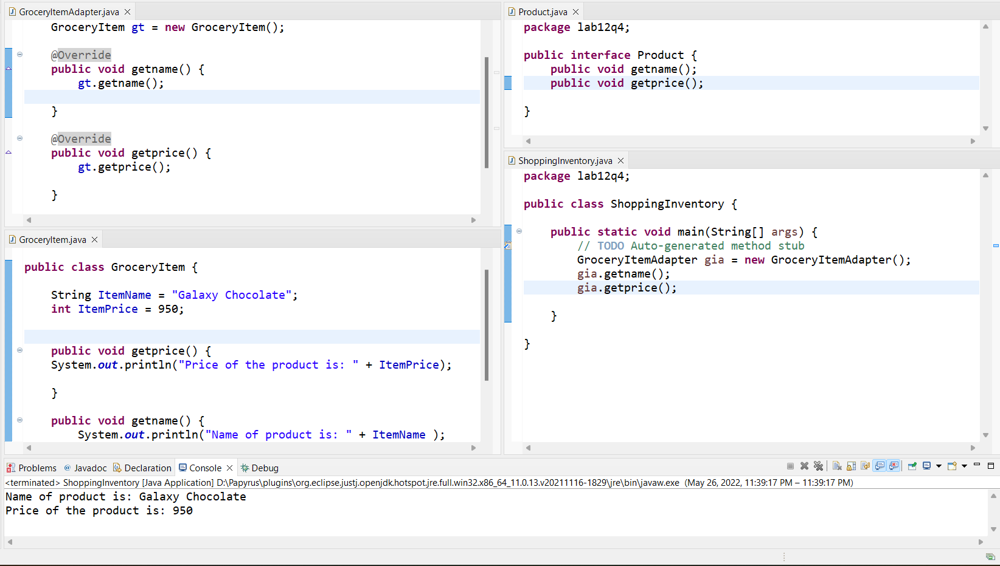 GroceryItemAdapter.java
GroceryItem gt = new GroceryItem();
@Override
public void getname() {
gt.getname();
}
@Override
public void getprice() {
gt.getprice();
}
GroceryItem.java
public class GroceryItem {
String ItemName = "Galaxy Chocolate";
int ItemPrice = 950;
public void getprice() {
System.out.println("Price of the product is: " + ItemPrice);
}
public void getname() {
System.out.println("Name of product is: " + ItemName );
Product.java
package lab12q4;
public interface Product {
public void getname();
public void getprice();
}
ShoppingInventory.java
package lab12q4;
public class ShoppingInventory {
public static void main(String[] args) {
// TODO Auto-generated method stub
GroceryItemAdapter gia = new GroceryItemAdapter();
gia.getname();
gia.getprice();
}
}
Problems @ Javadoc Declaration Console Debug
<terminated> ShoppingInventory [Java Application] D:\Papyrus\plugins\org.eclipse.justj.openjdk.hotspot.jre.full.win32.x86_64_11.0.13.v20211116-1829\jre\bin\javaw.exe (May 26, 2022, 11:39:17 PM – 11:39:17 PM)
Name of product is: Galaxy Chocolate
Price of the product is: 950